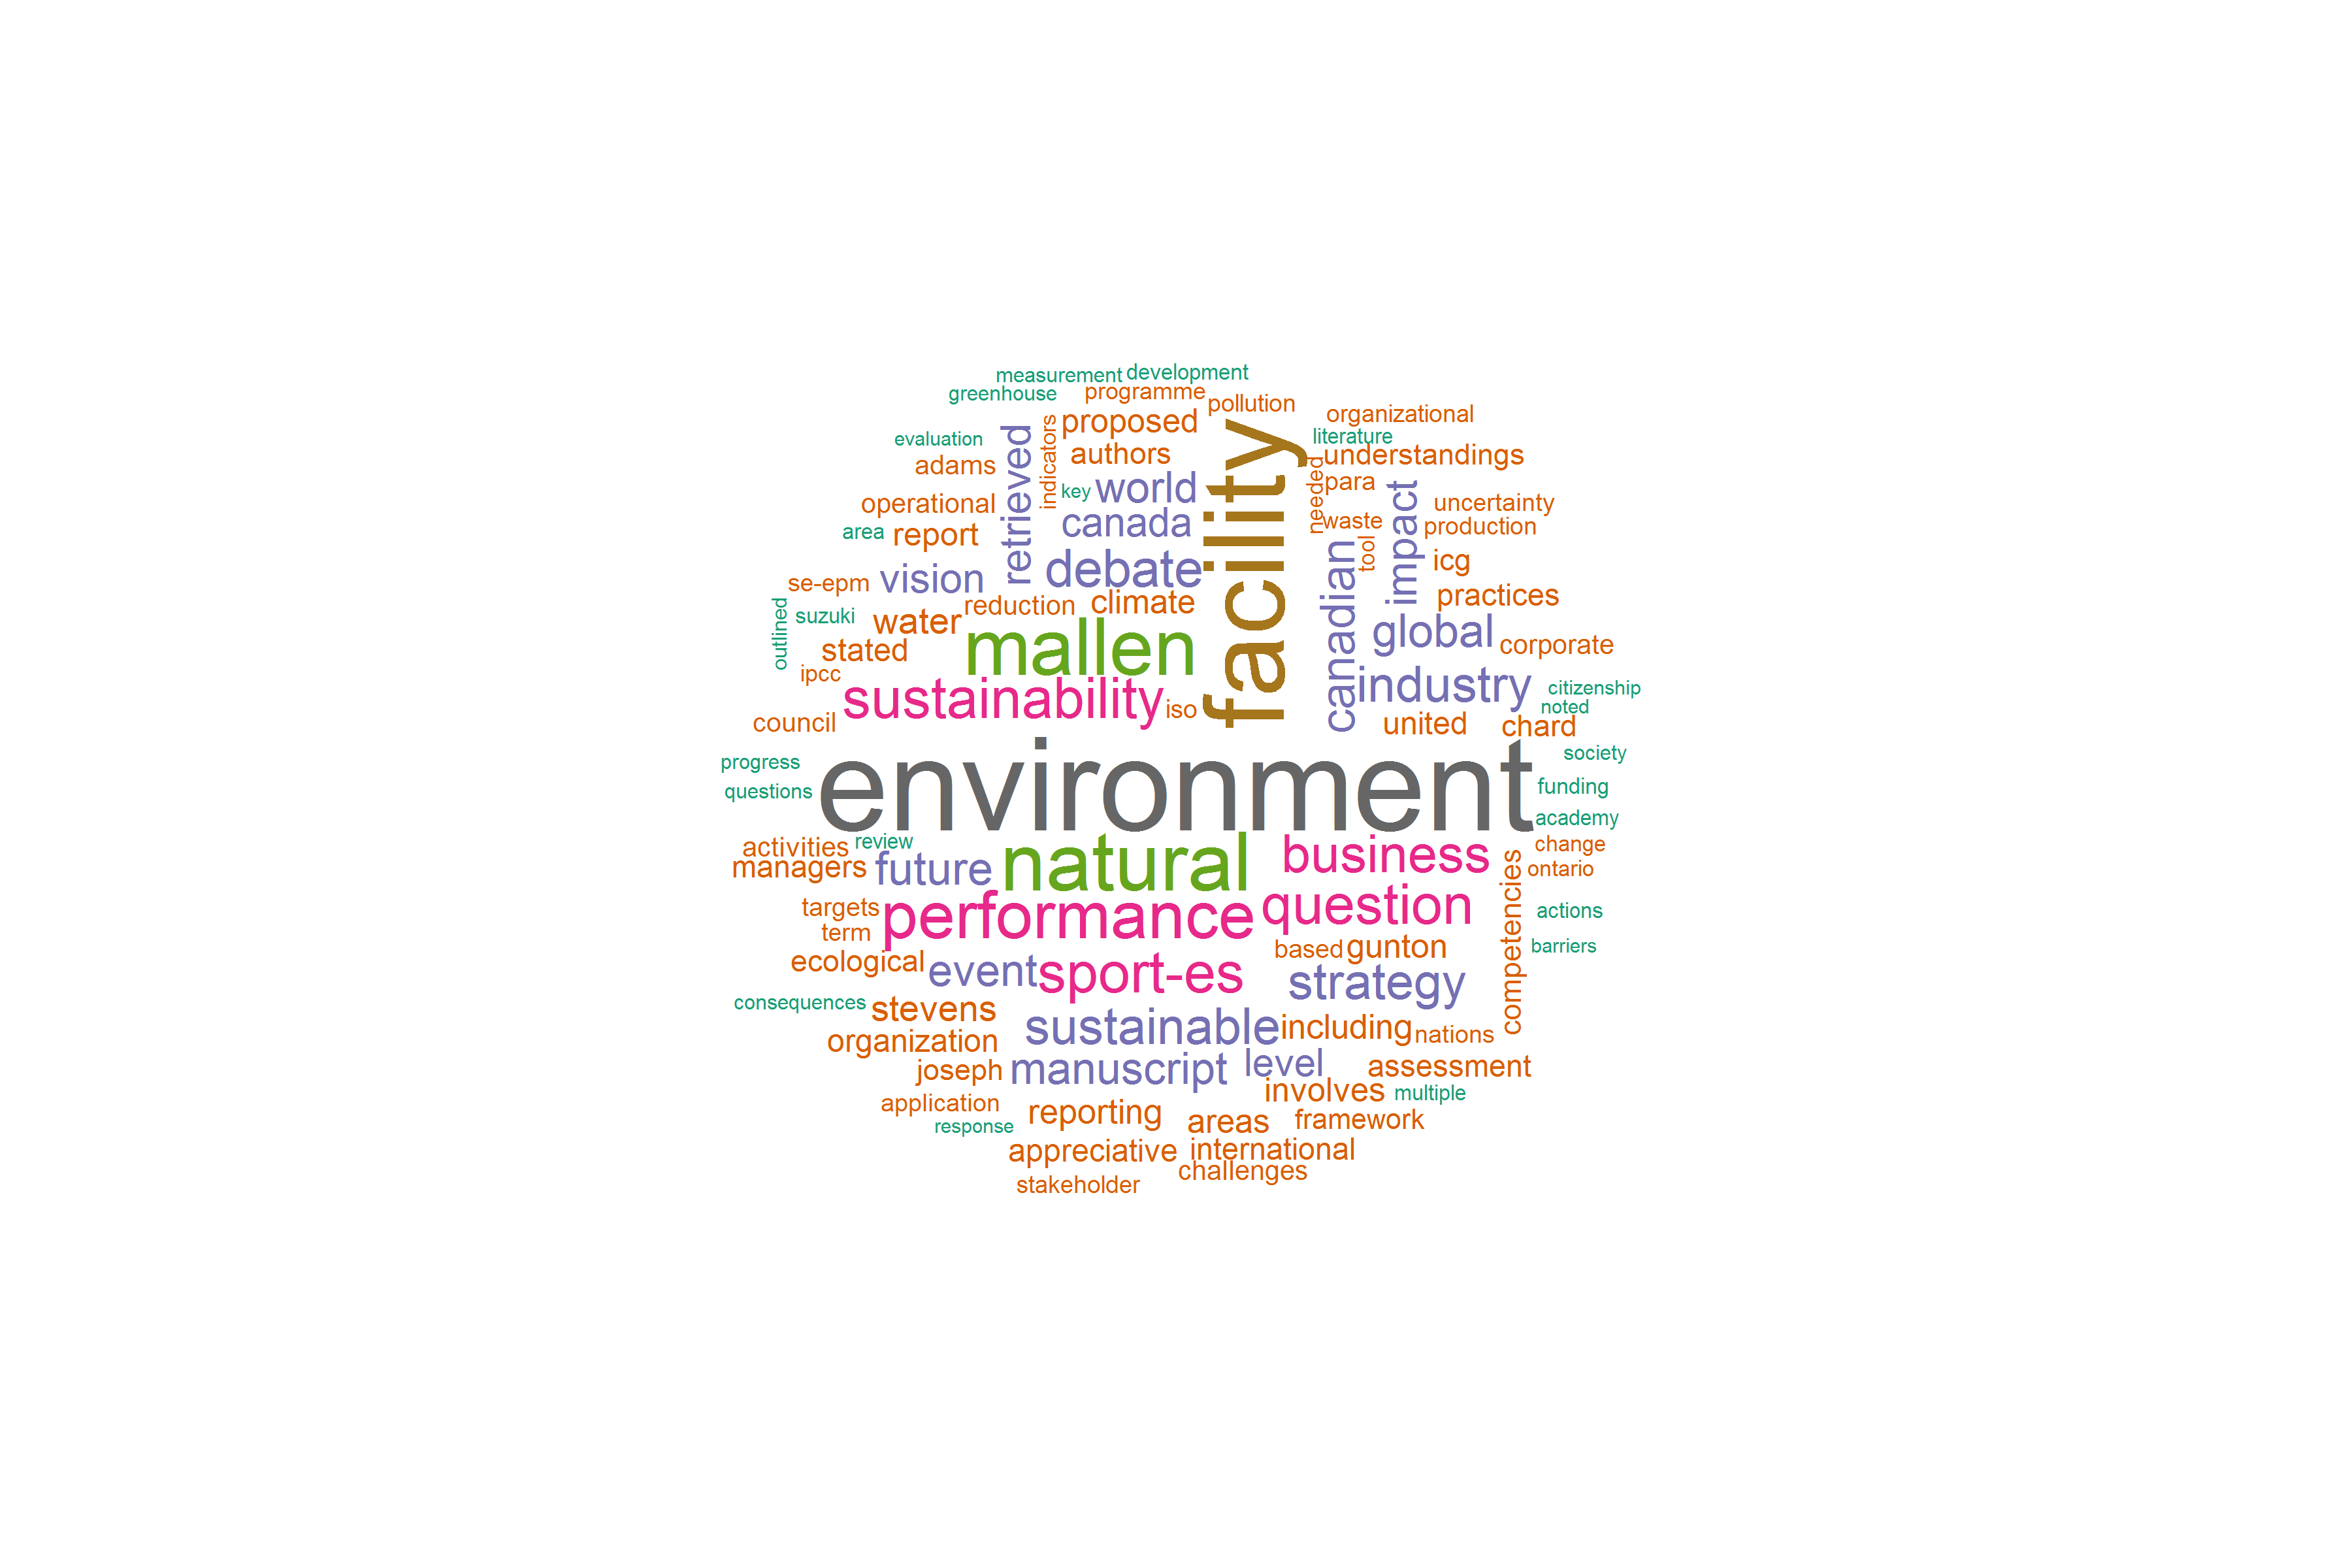 measurement development
greenhouse programme pollution
proposed organizational
evaluation retrieved indicators authors facility literature
adams understandings
key world needed para
operational canada waste impact uncertainty
area report production
debate canadian tool icg
se-epm vision practices
reduction climate
outlined suzuki water global
stated mallen corporate
ipcc
sustainability iso industry citizenship
council united chard noted
society
progress environment
questions funding
academy
activities review natural business change
managers future ontario
targets performance question competencies actions
term
ecological event sport-es based gunton barriers
strategy
consequences stevens
organization sustainable including nations
joseph manuscript level assessment
involves multiple
application reporting areas framework
response
appreciative international
challenges
stakeholder